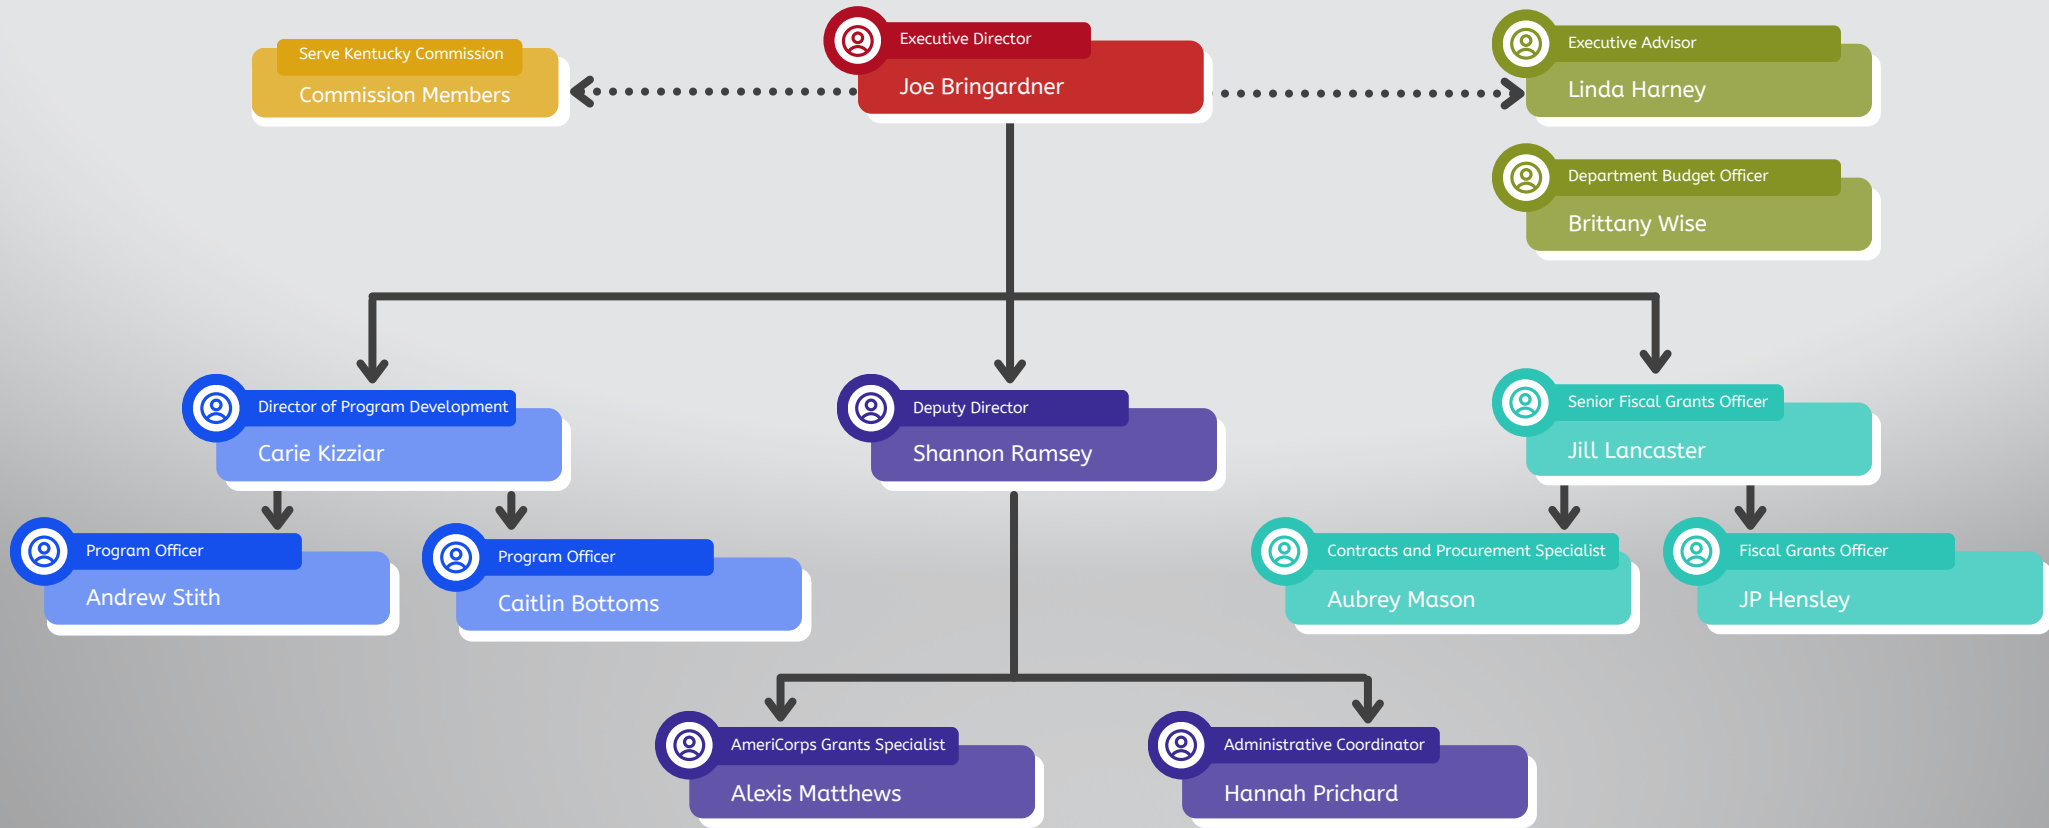 Serve Kentucky Commission
Commission Members
Executive Director
Joe Bringardner
Executive Advisor
Linda Harney
Department Budget Officer
Brittany Wise
Director of Program Development
Carie Kizziar
Deputy Director
Shannon Ramsey
Senior Fiscal Grants Officer
Jill Lancaster
Program Officer
Andrew Stith
Program Officer
Caitlin Bottoms
Contracts and Procurement Specialist
Aubrey Mason
Fiscal Grants Officer
JP Hensley
AmeriCorps Grants Specialist
Alexis Matthews
Administrative Coordinator
Hannah Prichard